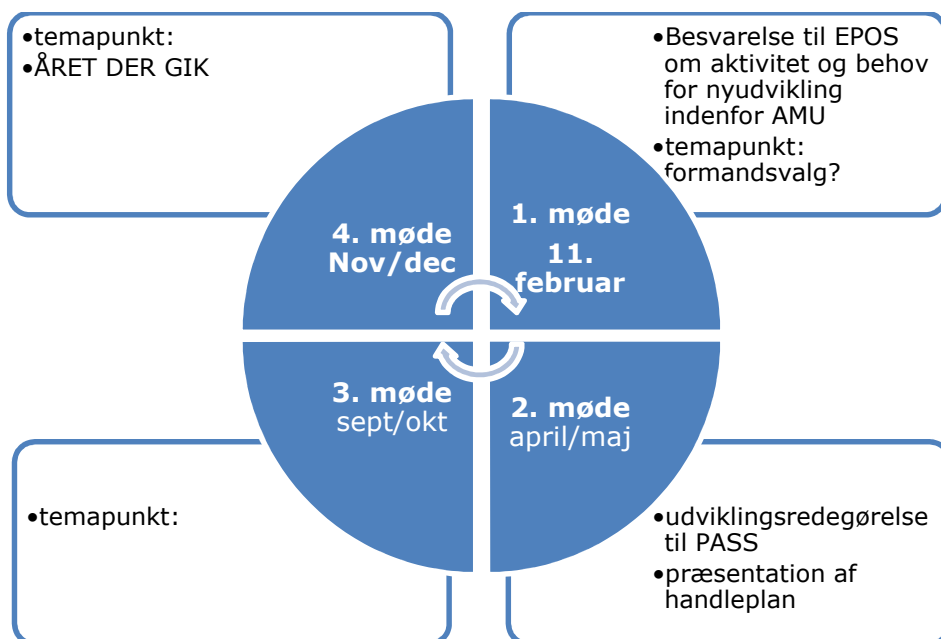 •temapunkt:
•ÅRET DER GIK
•Besvarelse til EPOS
om aktivitet og behov
for nyudvikling
indenfor AMU
•temapunkt:
formandsvalg?
4. møde
Nov/dec
1. møde
11.
februar
3. møde
sept/okt
2. møde
april/maj
•temapunkt:
•udviklingsredegørelse
til PASS
•præsentation af
handleplan